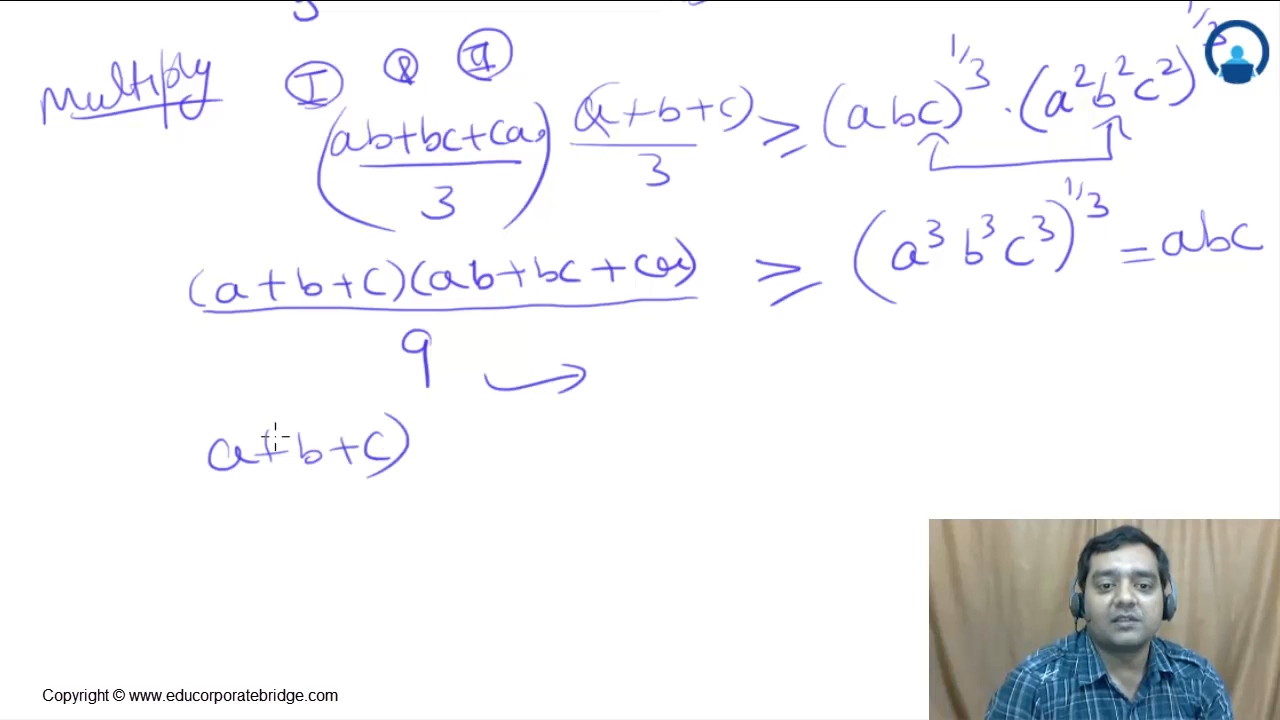 Multiply (I) & (II)
((ab+bc+ca)/3) (a+b+c)/3 ≥ (abc)^1/3 . (a²b²c²)^1/3
(a+b+c)(ab+bc+ca)/9 ≥ (a³b³c³)^1/3 = abc
a+b+c)
Copyright © www.educorporatebridge.com